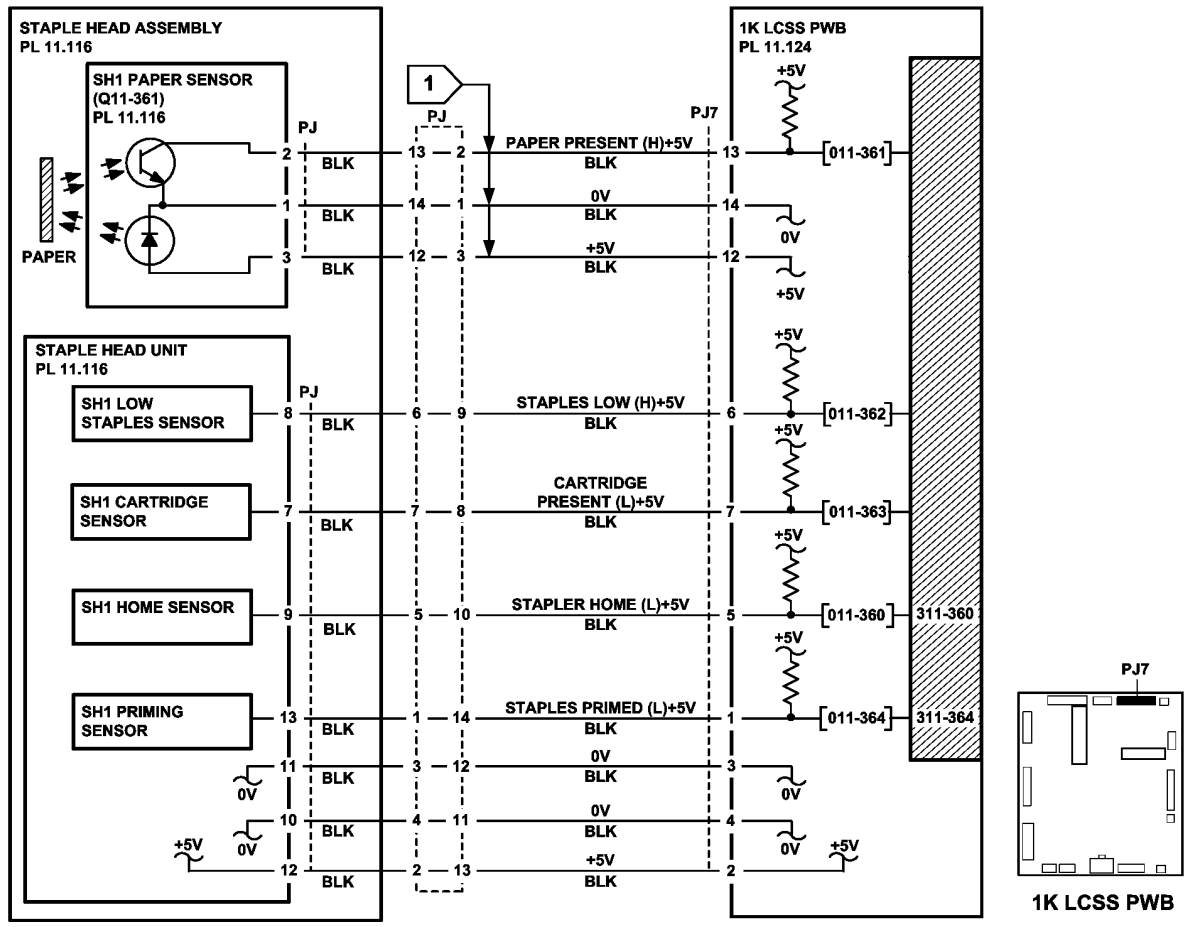 STAPLE HEAD ASSEMBLY
PL 11.116
SH1 PAPER SENSOR
(Q11-361)
PL 11.116
PAPER
1
PJ
PJ
PJ7
1K LCSS PWB
PL 11.124
+5V
2 BLK 13 2 PAPER PRESENT (H)+5V BLK 13 [011-361]
1 BLK 14 1 0V BLK 14 0V
3 BLK 12 3 +5V BLK 12 +5V
STAPLE HEAD UNIT
PL 11.116
PJ
+5V
SH1 LOW
STAPLES SENSOR
8 BLK 6 9 STAPLES LOW (H)+5V BLK 6 [011-362]
+5V
SH1 CARTRIDGE
SENSOR
7 BLK 7 8 CARTRIDGE
PRESENT (L)+5V BLK 7 [011-363]
+5V
SH1 HOME SENSOR
9 BLK 5 10 STAPLER HOME (L)+5V BLK 5 [011-360] 311-360
+5V
SH1 PRIMING
SENSOR
13 BLK 1 14 STAPLES PRIMED (L)+5V BLK 1 [011-364] 311-364
0V 11 BLK 3 12 0V BLK 3 0V
0V 10 BLK 4 11 0V BLK 4 0V
+5V 12 BLK 2 13 +5V BLK 2 +5V
PJ7
1K LCSS PWB